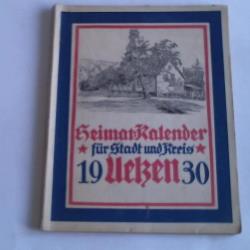 Heimat-Kalender
für Stadt und Kreis
19 Uelzen 30